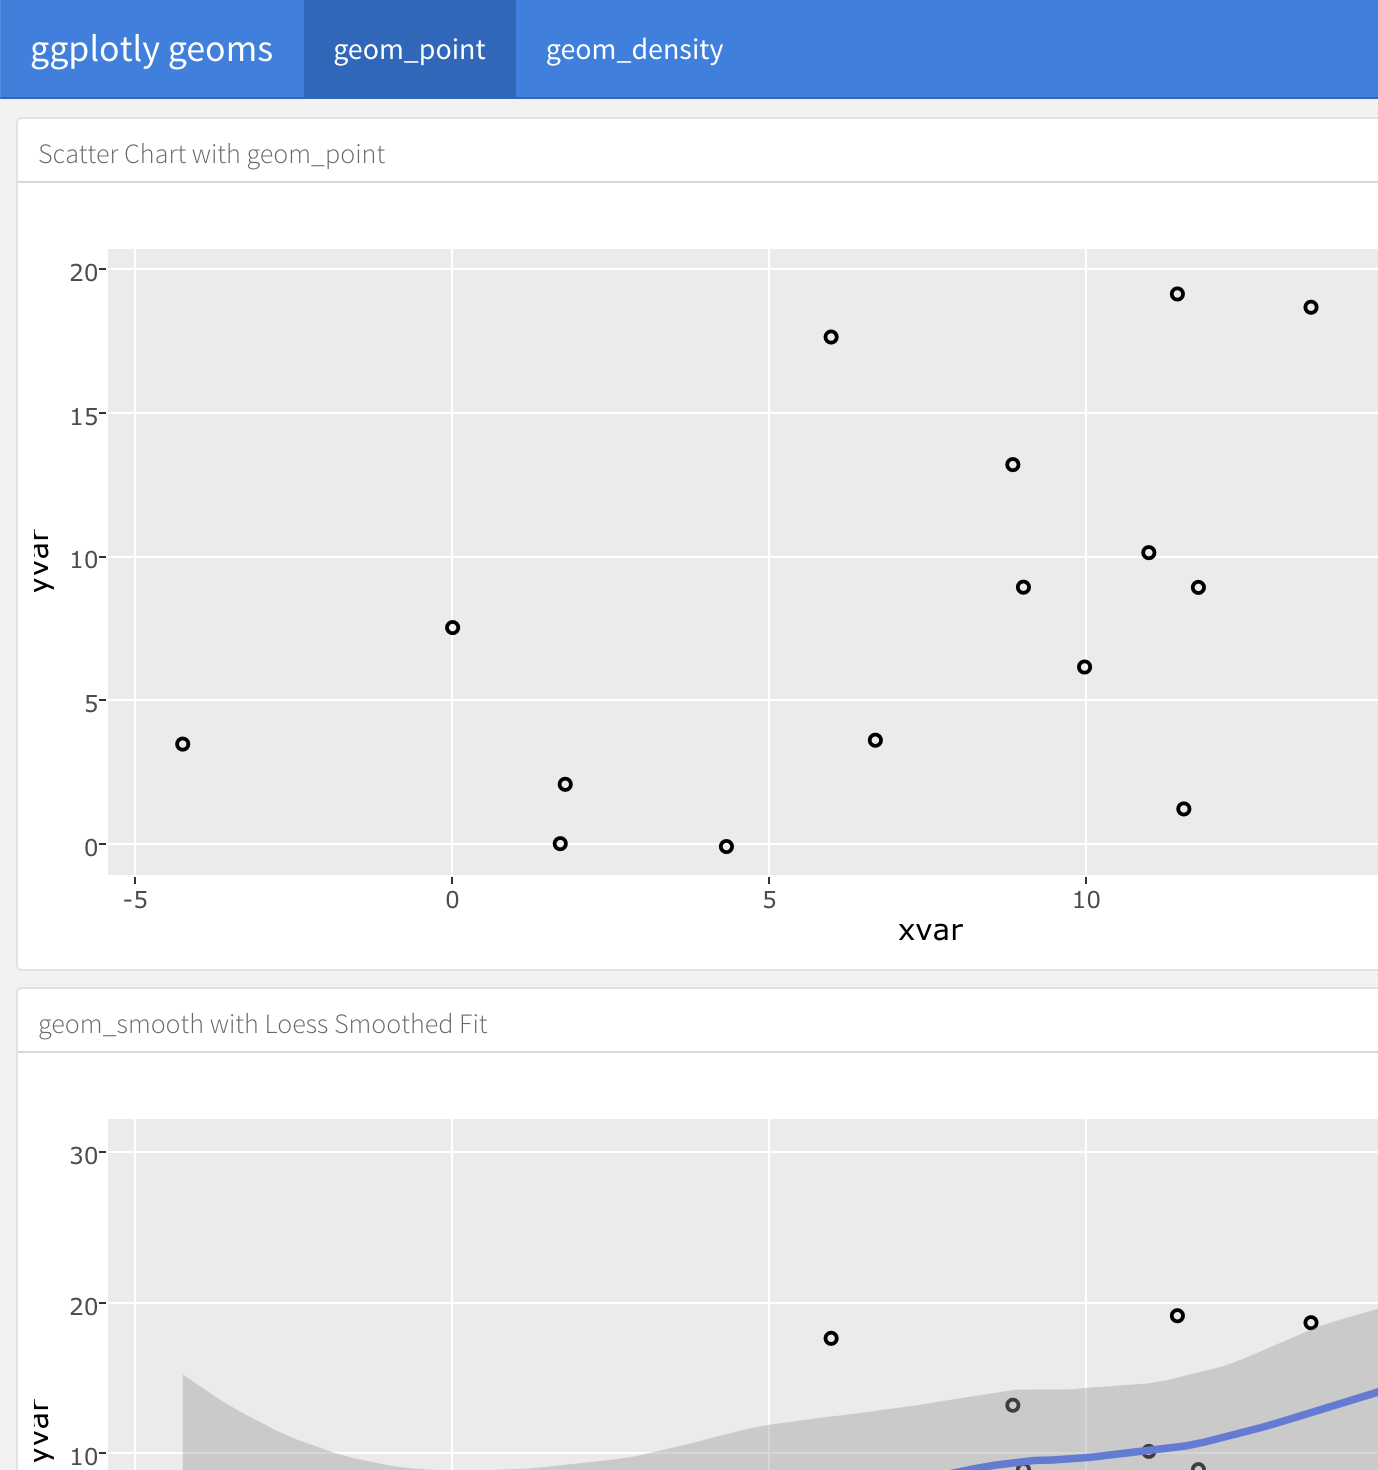 ggplotly geoms geom_point geom_density
Scatter Chart with geom_point
20
15
10
5
0
yvar
-5 0 5 10
xvar
geom_smooth with Loess Smoothed Fit
30
20
10
yvar